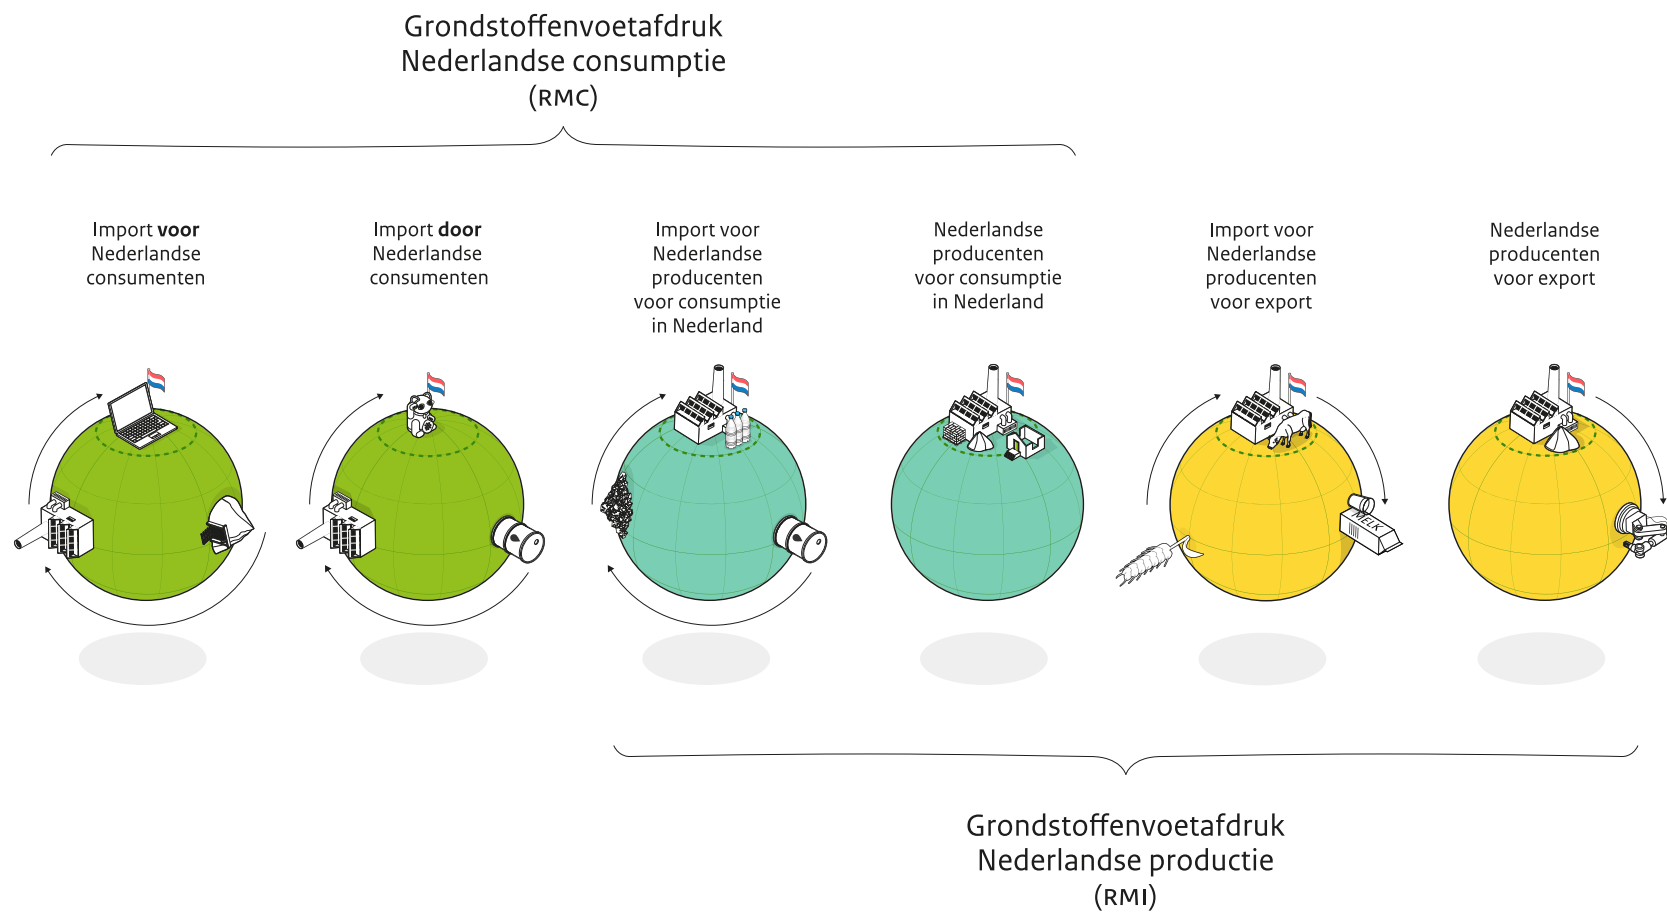 Grondstoffenvoetafdruk
Nederlandse consumptie
(RMC)
Import voor
Nederlandse
consumenten
Import door
Nederlandse
consumenten
Import voor
Nederlandse
producenten
voor consumptie
in Nederland
Nederlandse
producenten
voor consumptie
in Nederland
Import voor
Nederlandse
producenten
voor export
Nederlandse
producenten
voor export
MELK
Grondstoffenvoetafdruk
Nederlandse productie
(RMI)